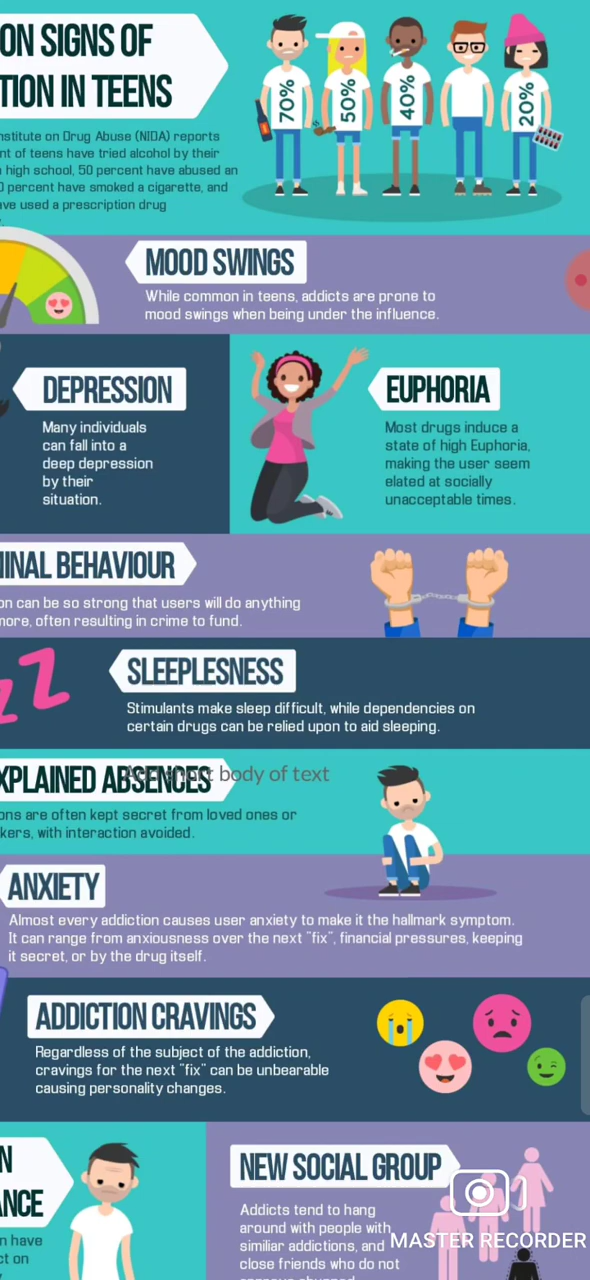 ON SIGNS OF
TION IN TEENS
nstitute on Drug Abuse (NIDA) reports
nt of teens have tried alcohol by their
high school, 50 percent have abused an
0 percent have smoked a cigarette, and
ve used a prescription drug
70%
50%
40%
20%
MOOD SWINGS
While common in teens, addicts are prone to
mood swings when being under the influence.
DEPRESSION
Many individuals
can fall into a
deep depression
by their
situation.
EUPHORIA
Most drugs induce a
state of high Euphoria,
making the user seem
elated at socially
unacceptable times.
INAL BEHAVIOUR
on can be so strong that users will do anything
more, often resulting in crime to fund.
ZZ
SLEEPLESNESS
Stimulants make sleep difficult, while dependencies on
certain drugs can be relied upon to aid sleeping.
XPLAINED ABSENCES
Add short body of text
ons are often kept secret from loved ones or
kers, with interaction avoided.
ANXIETY
Almost every addiction causes user anxiety to make it the hallmark symptom.
It can range from anxiousness over the next "fix", financial pressures, keeping
it secret, or by the drug itself.
ADDICTION CRAVINGS
Regardless of the subject of the addiction,
cravings for the next "fix" can be unbearable
causing personality changes.
N
NCE
n have
ct on
NEW SOCIAL GROUP
Addicts tend to hang
around with people with
similiar addictions, and
close friends who do not
MASTER RECORDER